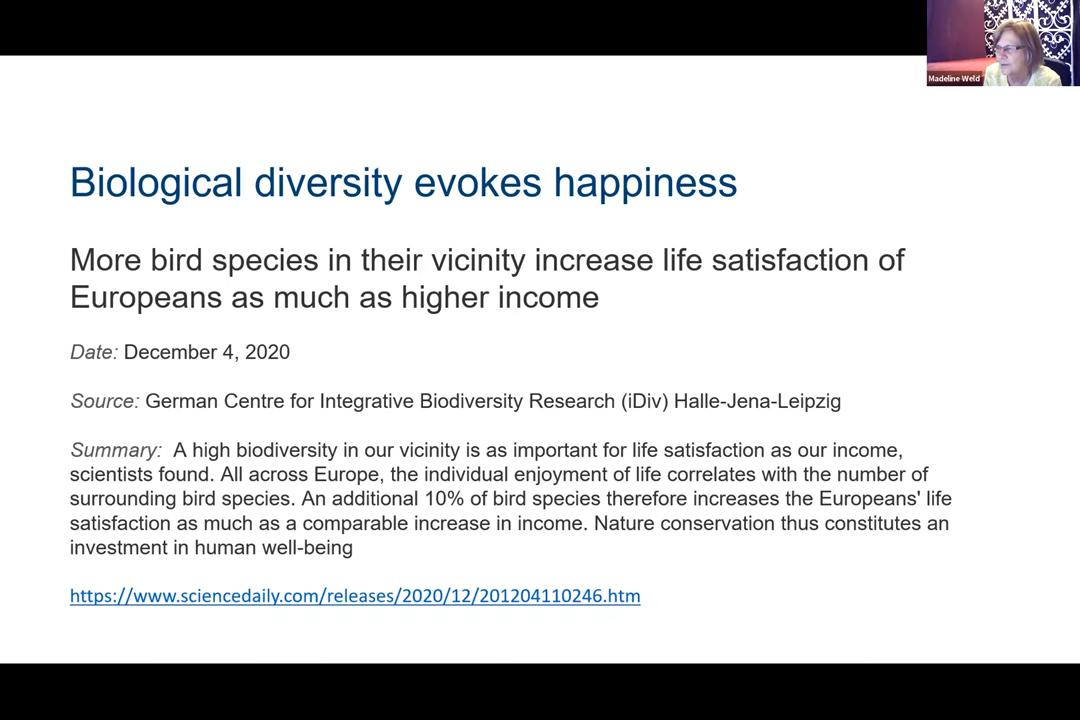 Madeline Weld
Biological diversity evokes happiness
More bird species in their vicinity increase life satisfaction of
Europeans as much as higher income
Date: December 4, 2020
Source: German Centre for Integrative Biodiversity Research (iDiv) Halle-Jena-Leipzig
Summary: A high biodiversity in our vicinity is as important for life satisfaction as our income,
scientists found. All across Europe, the individual enjoyment of life correlates with the number of
surrounding bird species. An additional 10% of bird species therefore increases the Europeans' life
satisfaction as much as a comparable increase in income. Nature conservation thus constitutes an
investment in human well-being
https://www.sciencedaily.com/releases/2020/12/201204110246.htm